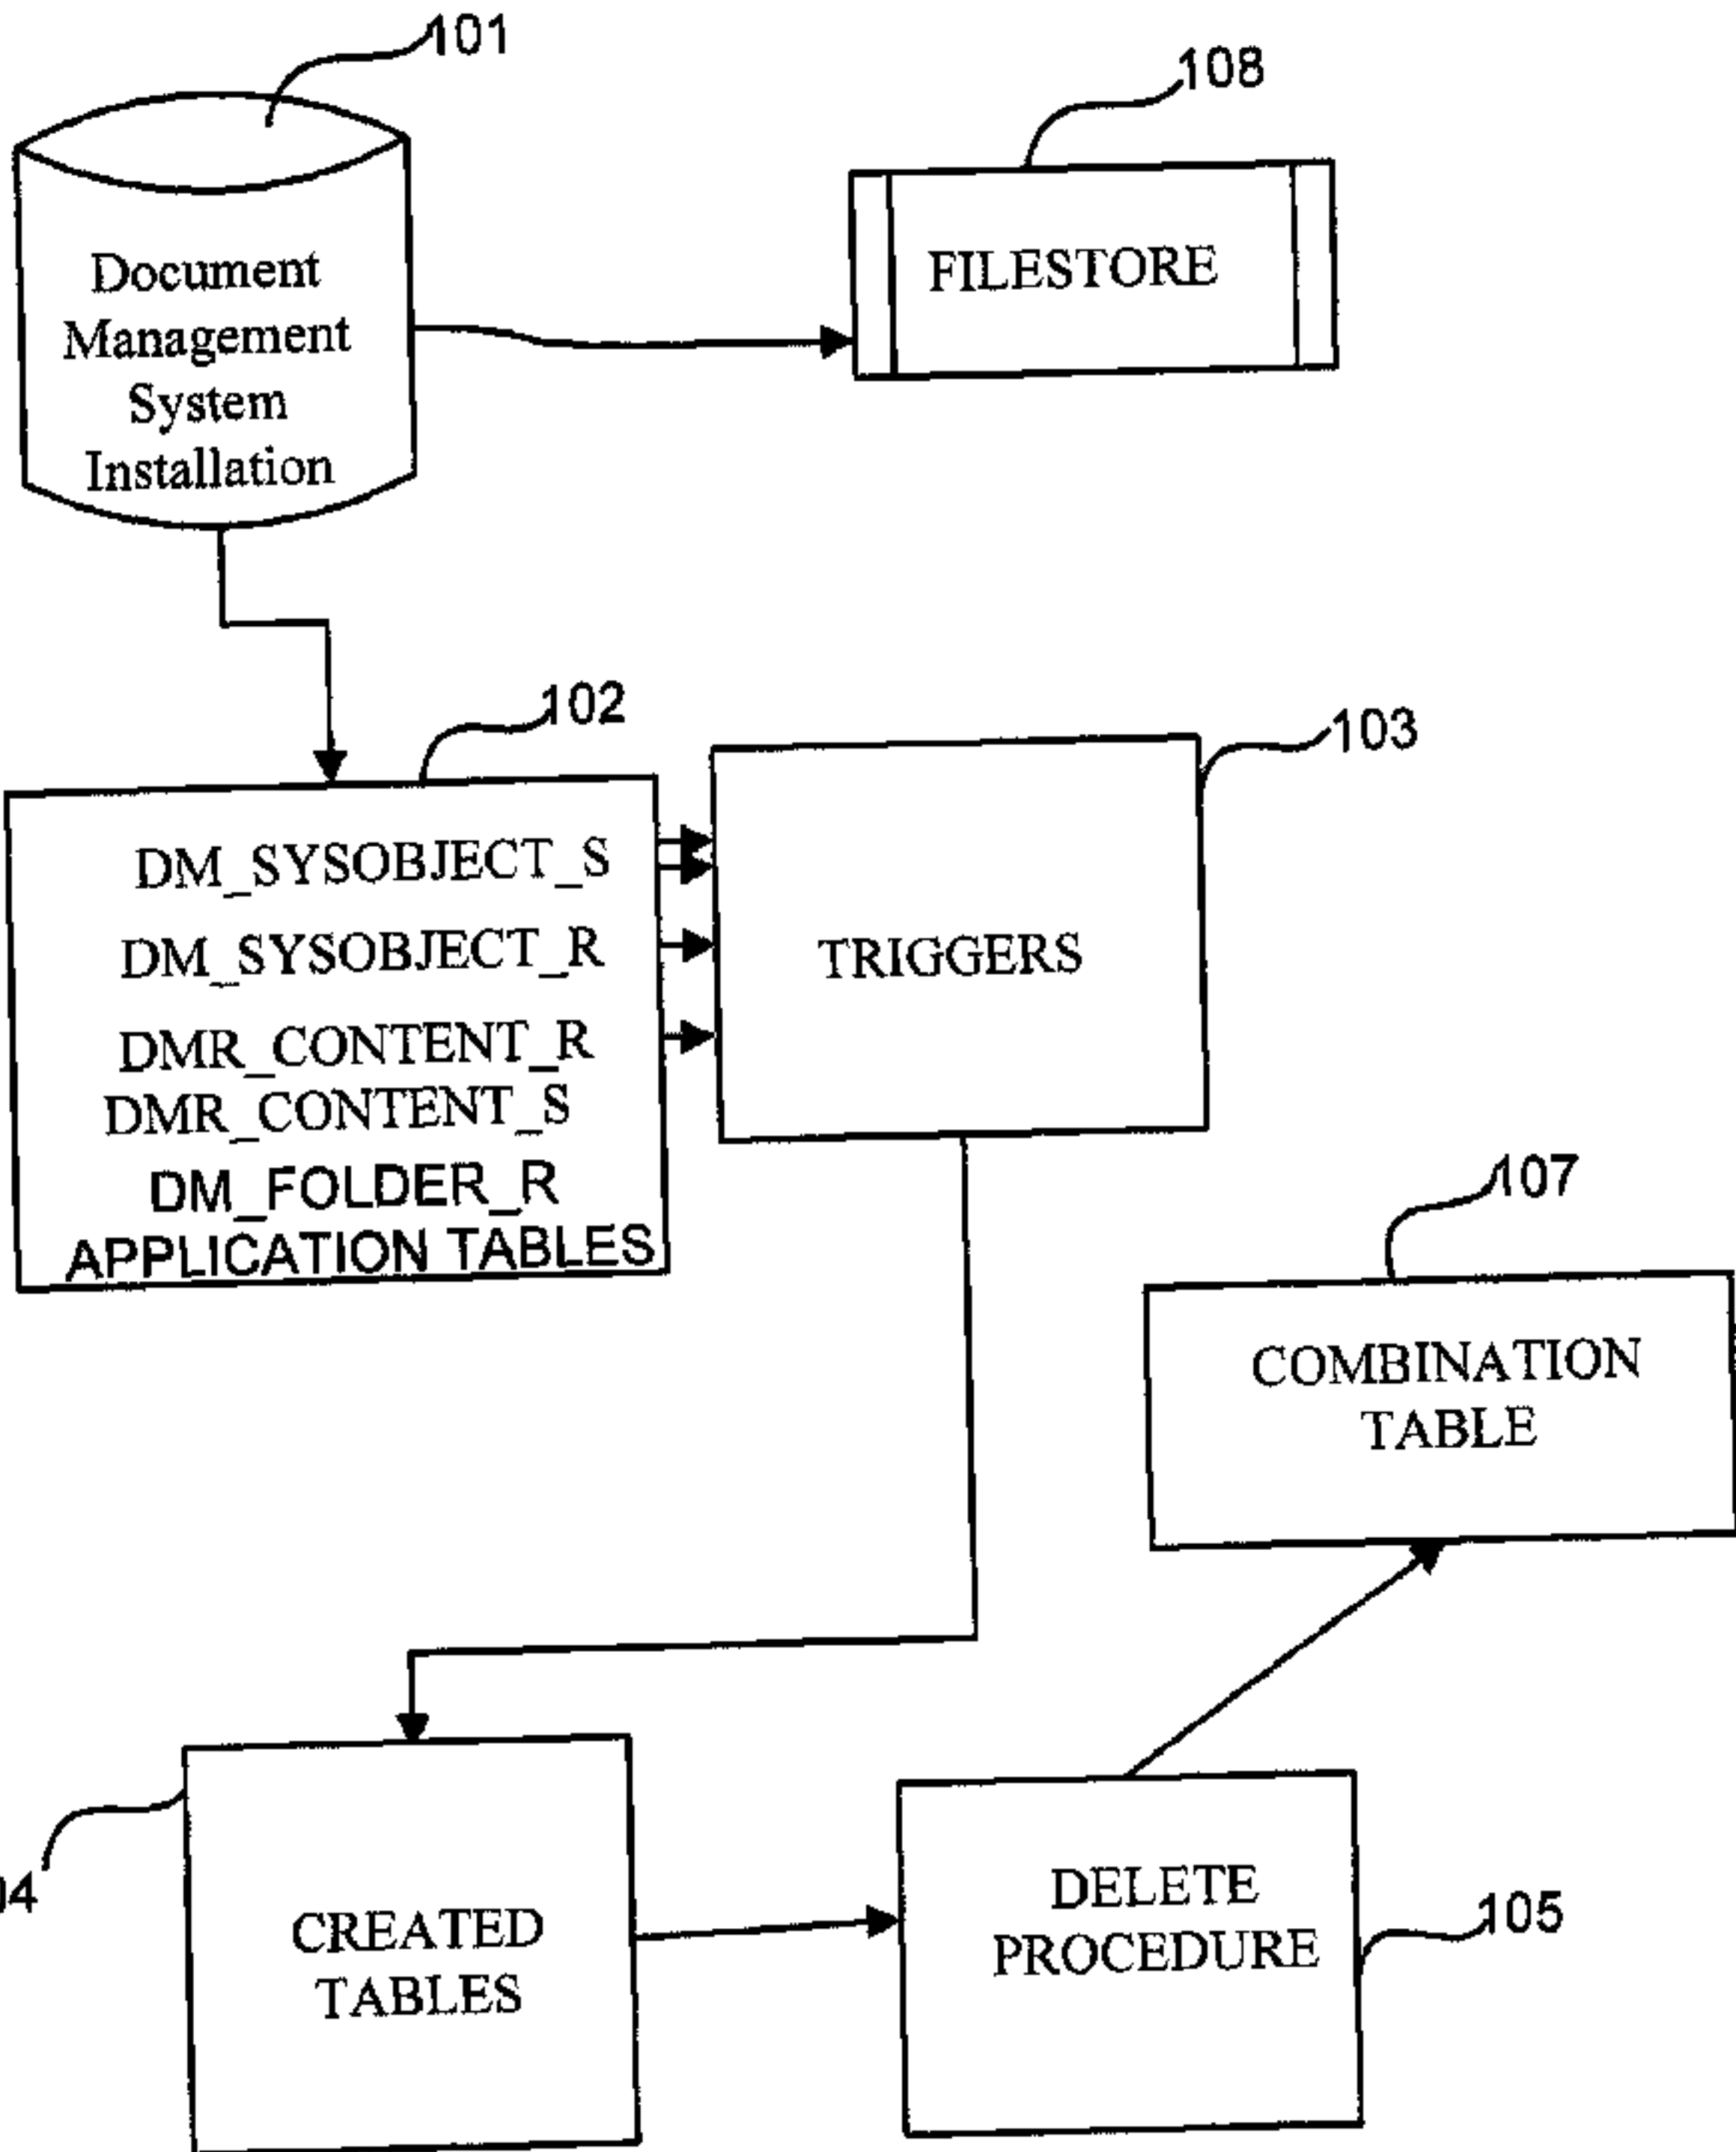 101
108
Document
Management
System
Installation
FILESTORE
102
103
DM_SYSOBJECT_S
DM_SYSOBJECT_R
DMR_CONTENT_R
DMR_CONTENT_S
DM_FOLDER_R
APPLICATION TABLES
TRIGGERS
107
COMBINATION
TABLE
04
CREATED
TABLES
DELETE
PROCEDURE
105